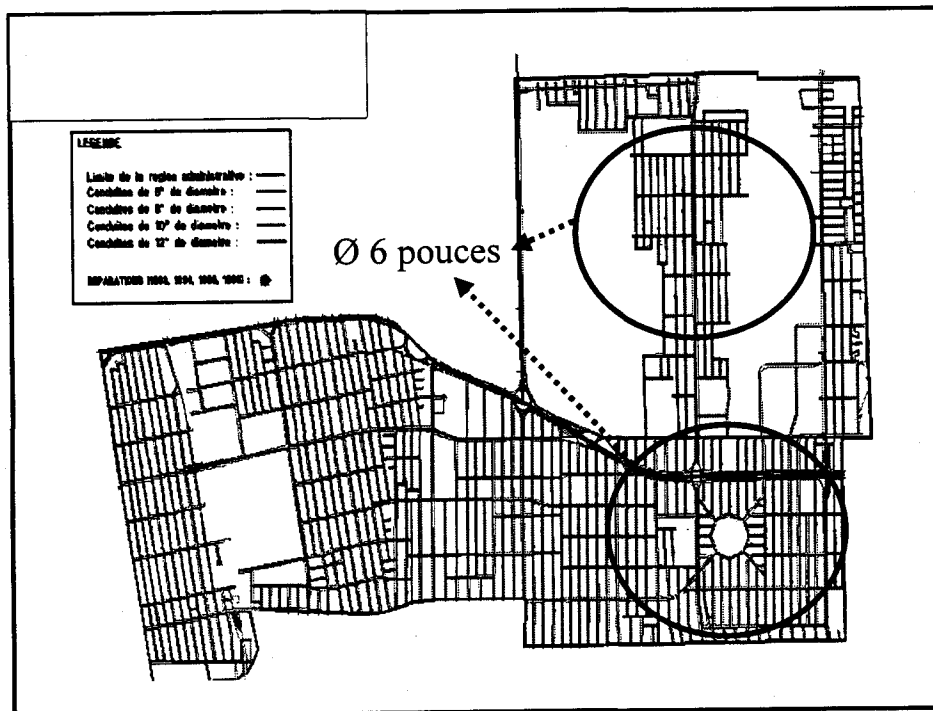 LEGENDE
Limite de la region administrative :
Conduites de 6" de diametre :
Conduites de 8" de diametre :
Conduites de 10" de diametre :
Conduites de 12" de diametre :
REPARATIONS
Ø 6 pouces